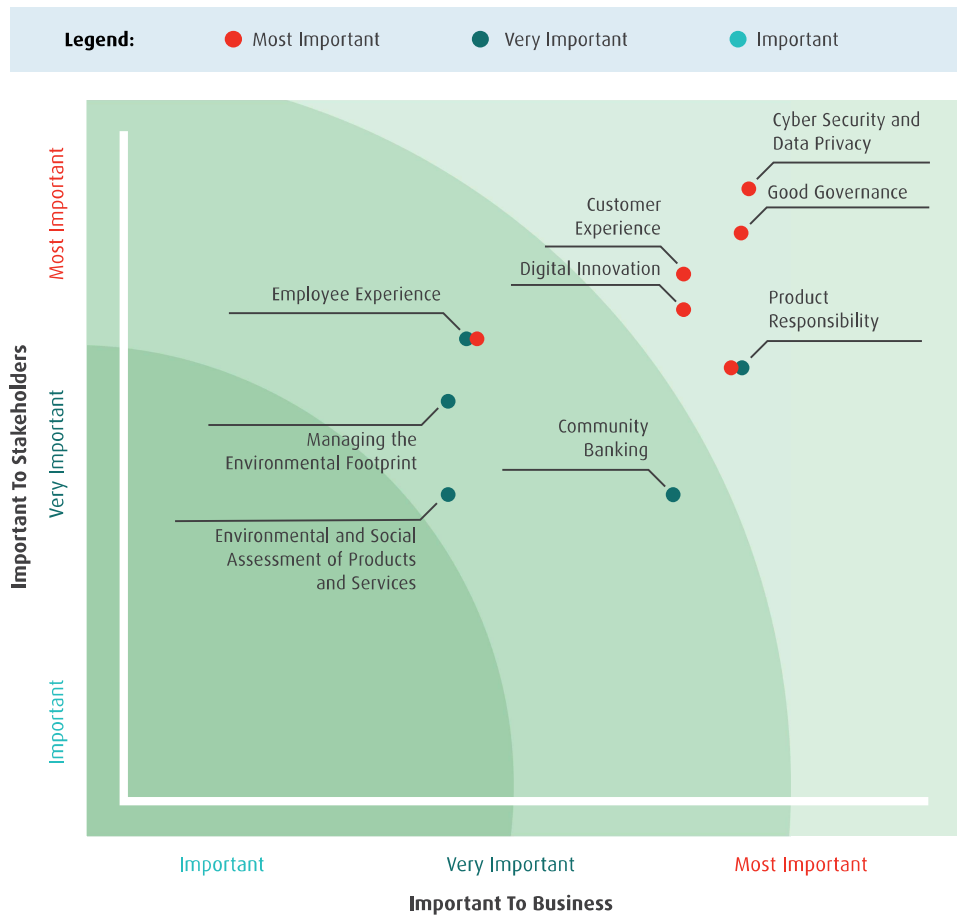 Legend:
Most Important
Very Important
Important
Cyber Security and
Data Privacy
Good Governance
Customer
Experience
Digital Innovation
Employee Experience
Product
Responsibility
Managing the
Environmental Footprint
Community
Banking
Environmental and Social
Assessment of Products
and Services
Important To Stakeholders
Most Important
Very Important
Important
Important
Very Important
Most Important
Important To Business